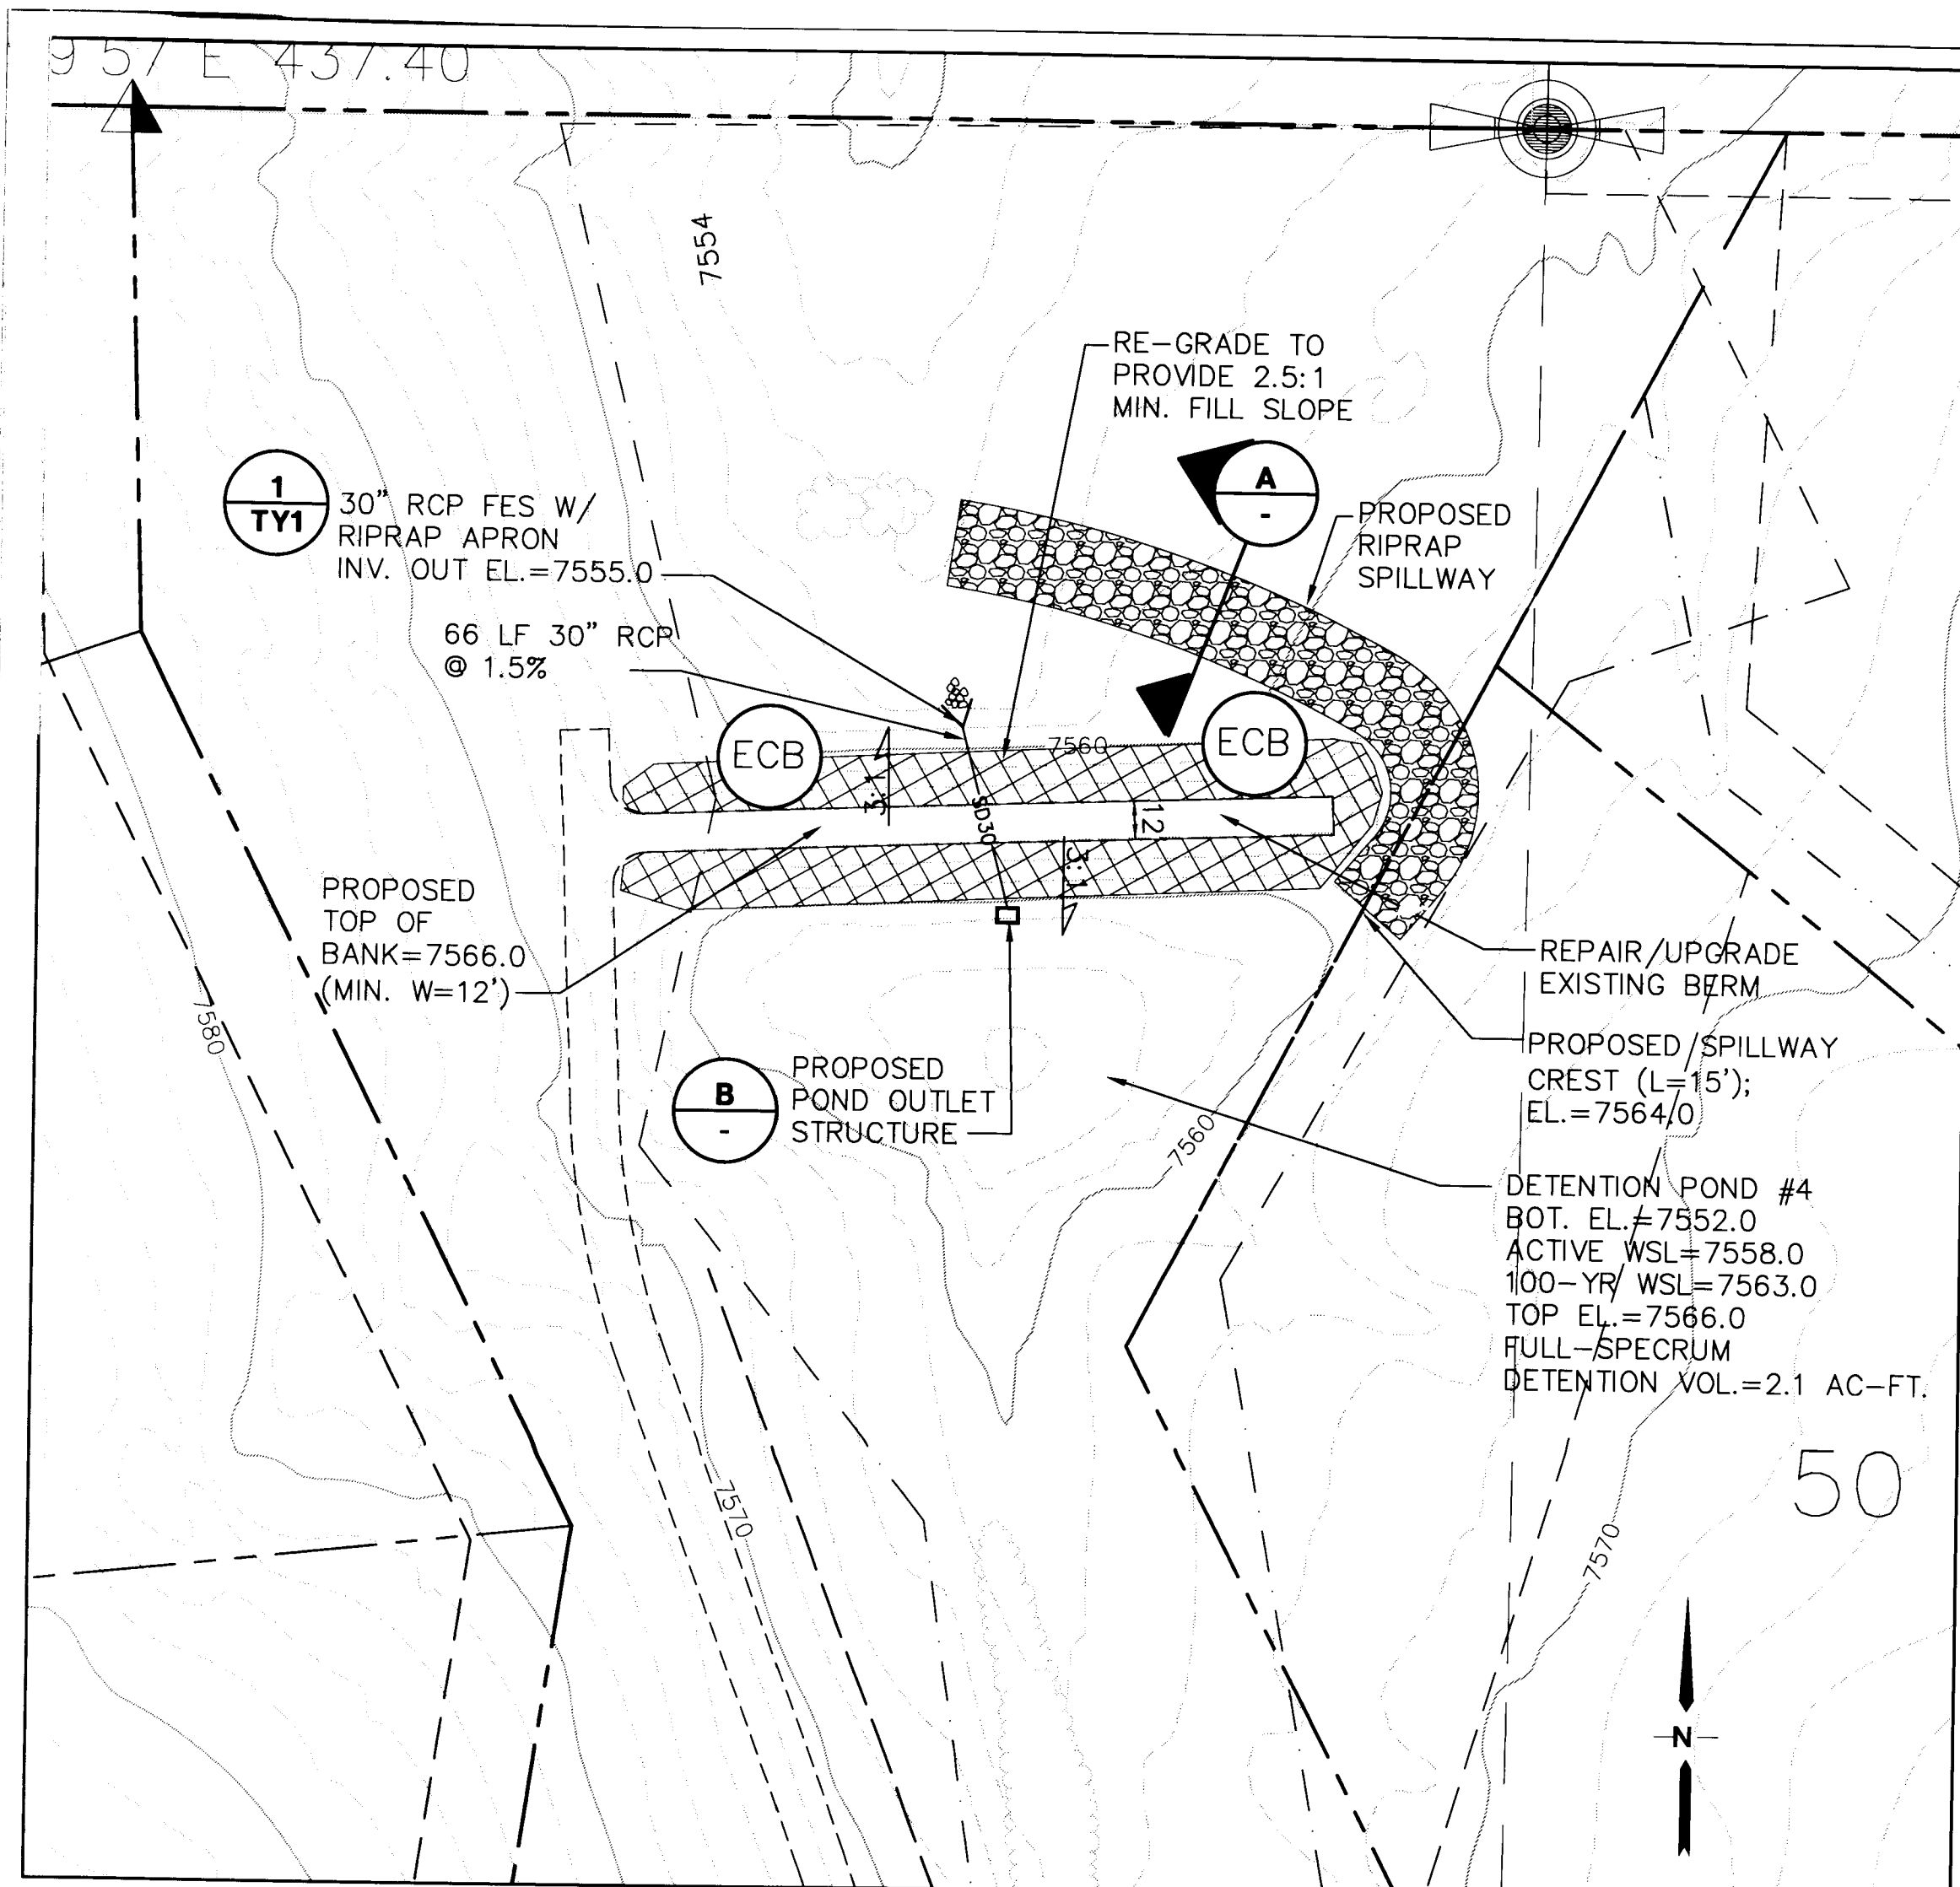 9 57 E 437.40
7554
RE-GRADE TO
PROVIDE 2.5:1
MIN. FILL SLOPE
1
TY1
30" RCP FES W/
RIPRAP APRON
INV. OUT EL.=7555.0
A
-
PROPOSED
RIPRAP
SPILLWAY
66 LF 30" RCP
@ 1.5%
ECB
7560
ECB
3:1
SD30
12'
3:1
PROPOSED
TOP OF
BANK=7566.0
(MIN. W=12')
7580
REPAIR/UPGRADE
EXISTING BERM
PROPOSED SPILLWAY
CREST (L=15');
EL.=7564.0
B
-
PROPOSED
POND OUTLET
STRUCTURE
7560
DETENTION POND #4
BOT. EL.=7552.0
ACTIVE WSL=7558.0
100-YR WSL=7563.0
TOP EL.=7566.0
FULL-SPECRUM
DETENTION VOL.=2.1 AC-FT.
50
7570
7570
N